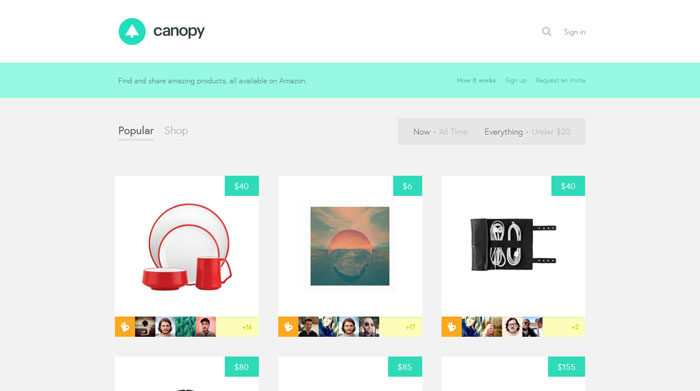 canopy
Sign in
Find and share amazing products, all available on Amazon
How it works Sign up Request an invite
Popular Shop
Now • All Time Everything • Under $20
$40 $6 $40
+16 +17 +2
$80 $85 $155